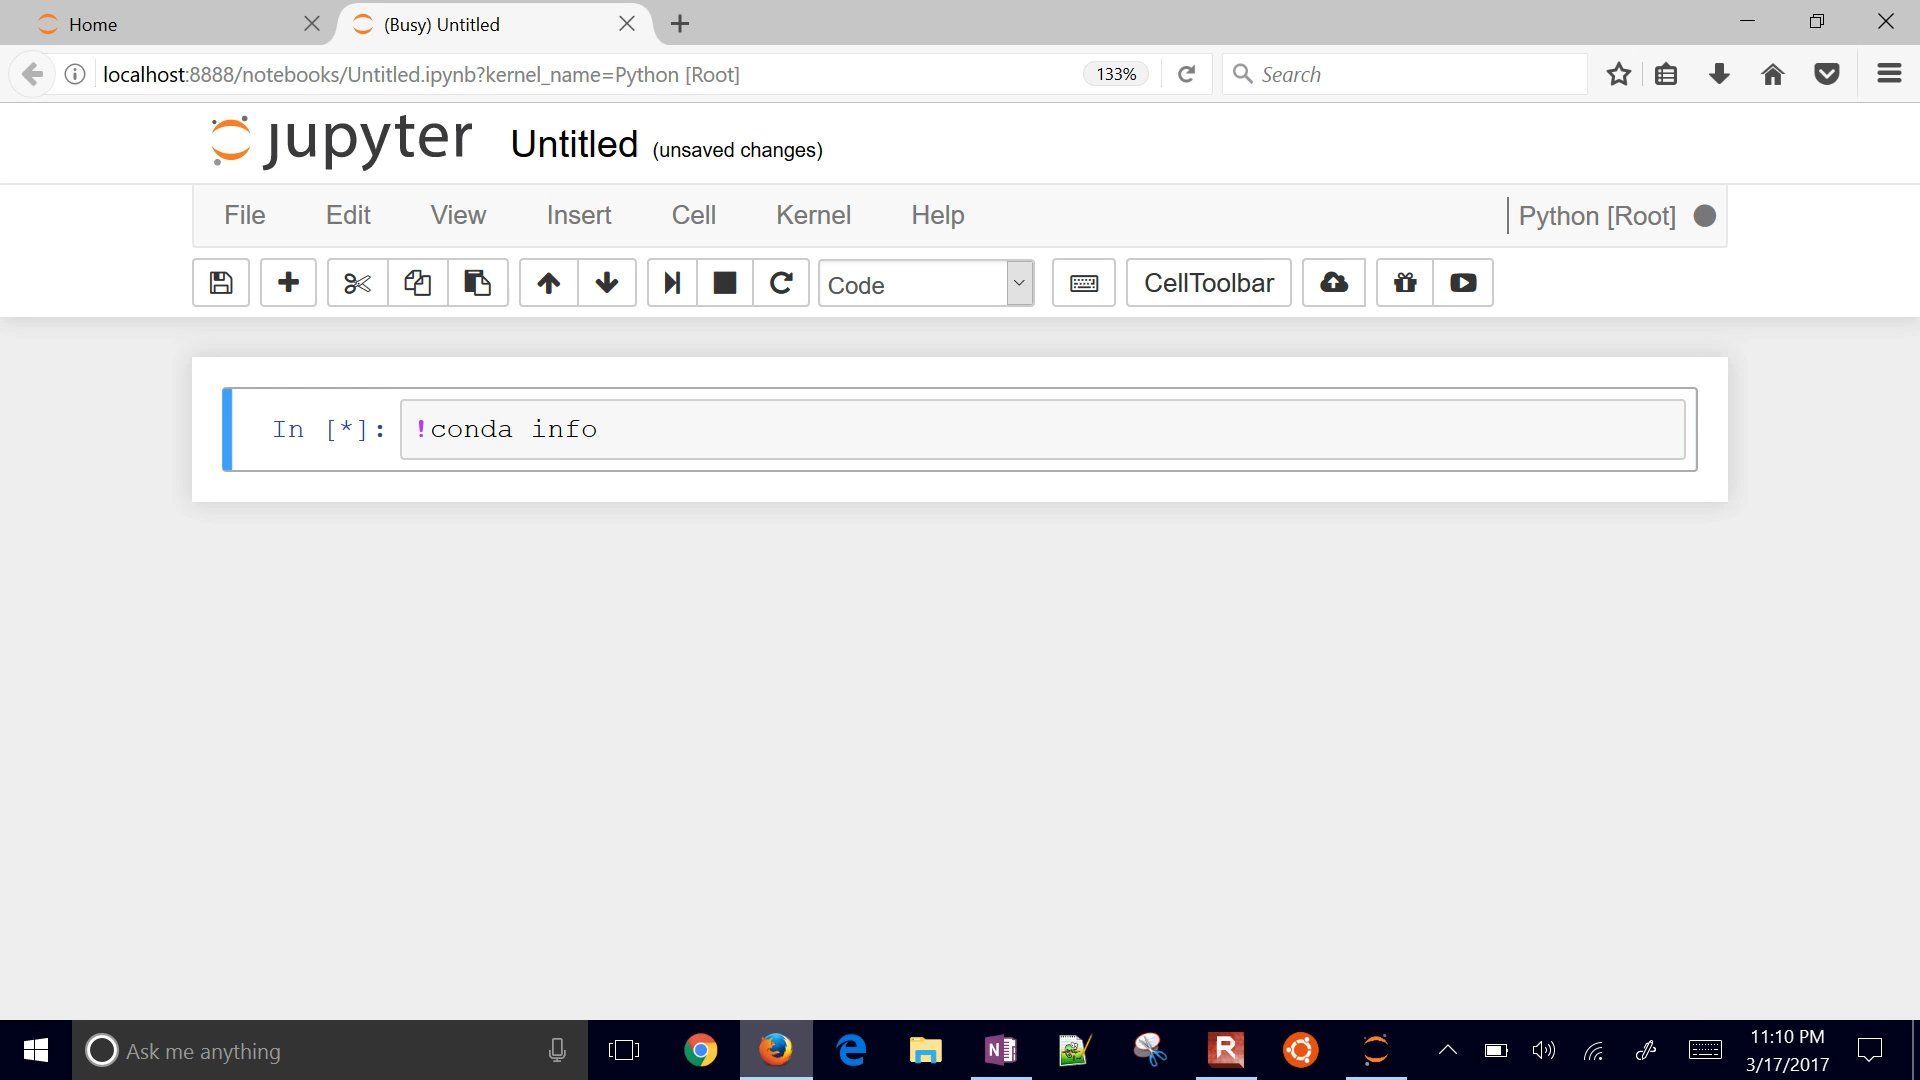 Home
(Busy) Untitled
localhost:8888/notebooks/Untitled.ipynb?kernel_name=Python [Root]
133%
Search
jupyter
Untitled (unsaved changes)
File Edit View Insert Cell Kernel Help
Python [Root]
Code
CellToolbar
In [*]: !conda info
Ask me anything
N
R
11:10 PM
3/17/2017